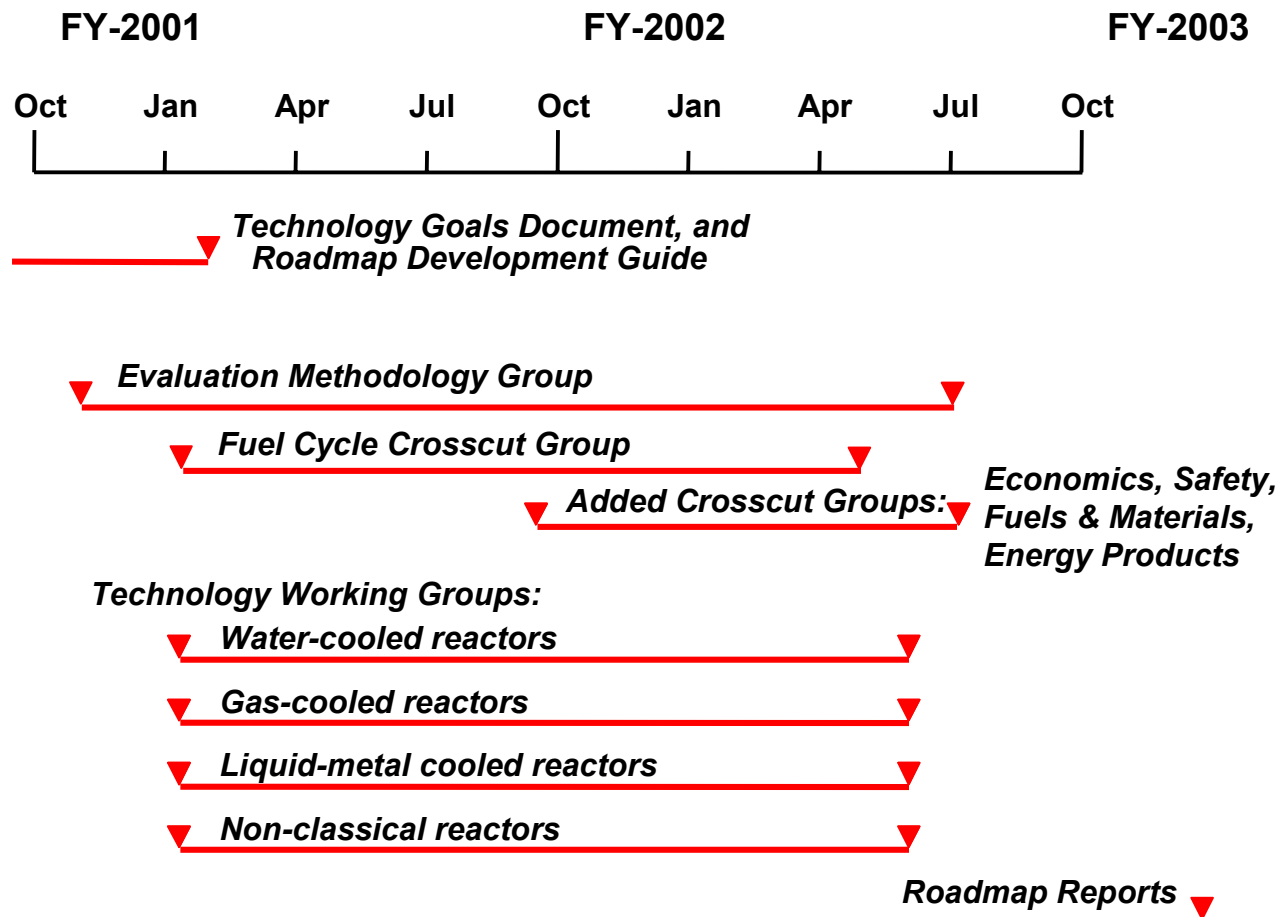 FY-2001 FY-2002 FY-2003
Oct Jan Apr Jul Oct Jan Apr Jul Oct
Technology Goals Document, and
Roadmap Development Guide
Evaluation Methodology Group
Fuel Cycle Crosscut Group
Added Crosscut Groups:
Economics, Safety,
Fuels & Materials,
Energy Products
Technology Working Groups:
Water-cooled reactors
Gas-cooled reactors
Liquid-metal cooled reactors
Non-classical reactors
Roadmap Reports